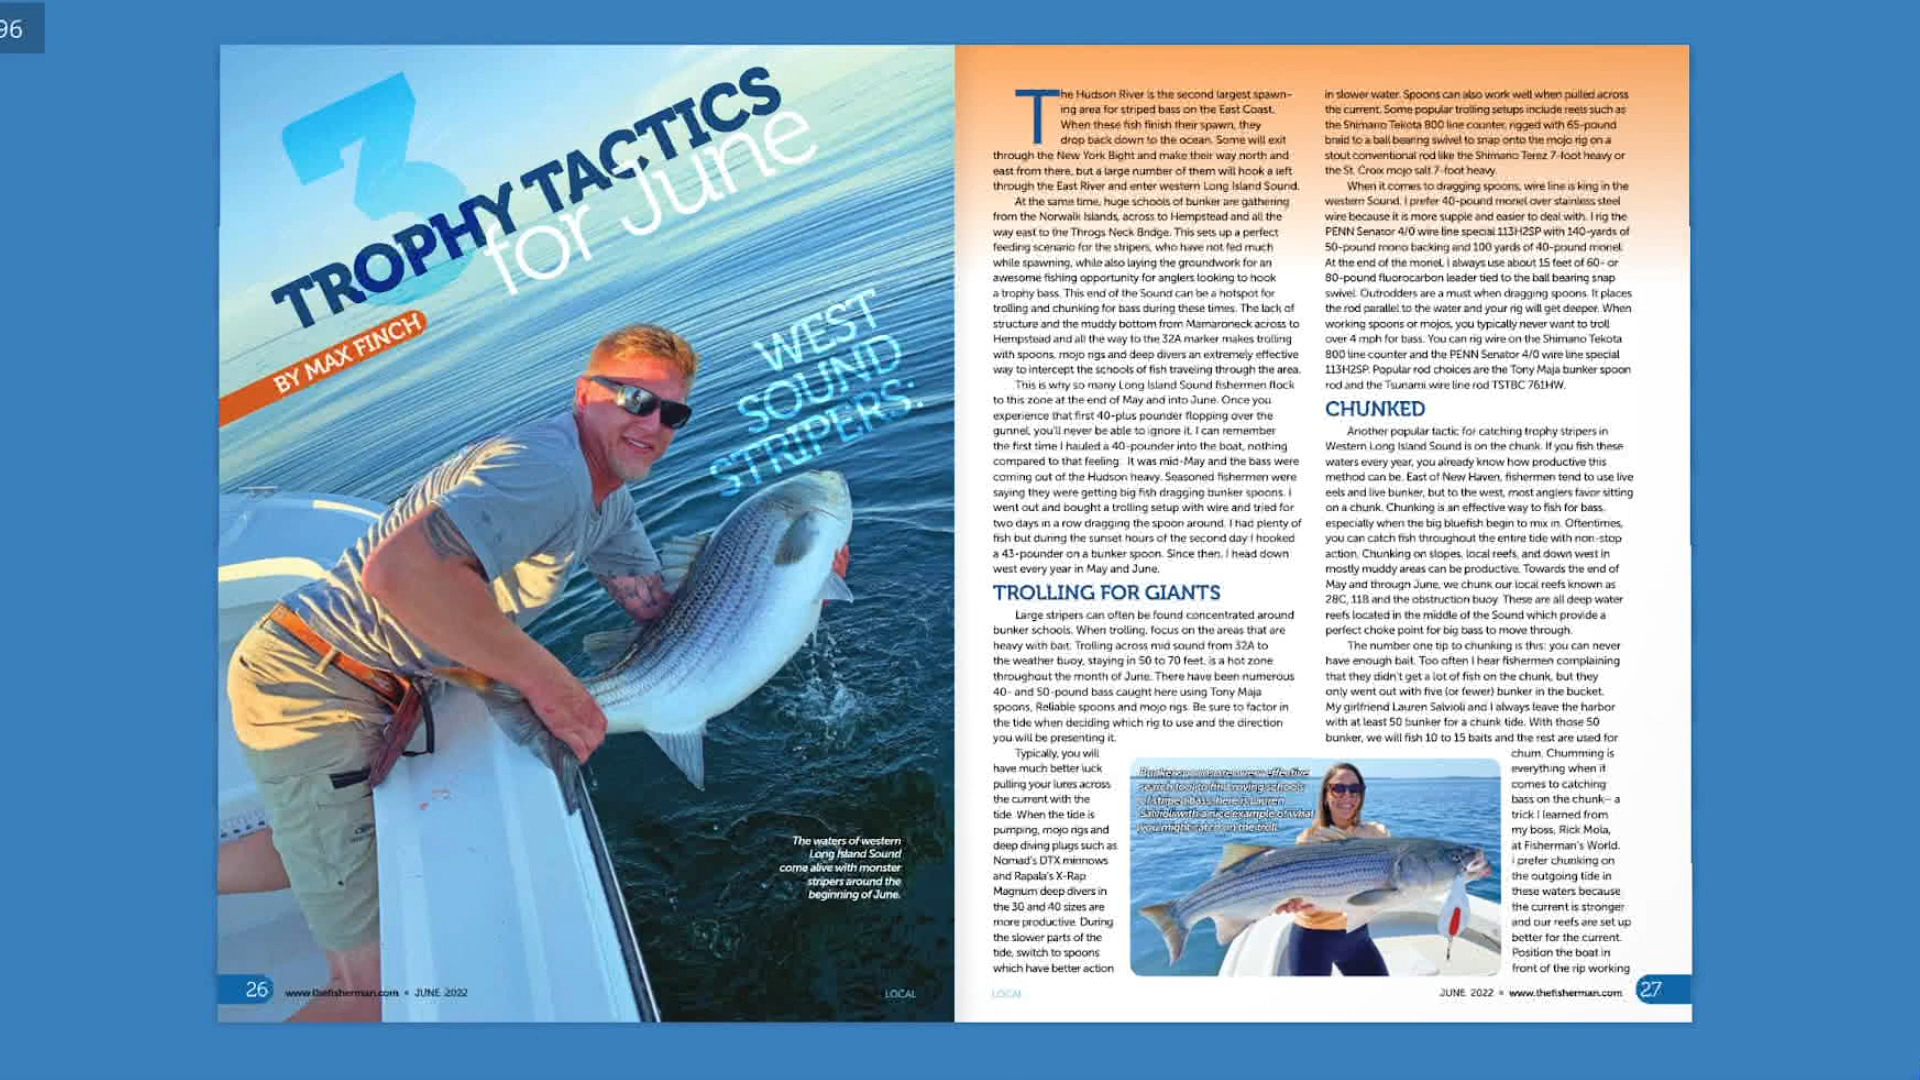 96
3
TROPHY TACTICS
for June
BY MAX FINCH
WEST
SOUND
STRIPERS:
The waters of western
Long Island Sound
come alive with monster
stripers around the
beginning of June.
26
www.thefisherman.com • JUNE 2022
LOCAL
The Hudson River is the second largest spawn-
ing area for striped bass on the East Coast.
When these fish finish their spawn, they
drop back down to the ocean. Some will exit
through the New York Bight and make their way north and
east from there, but a large number of them will hook a left
through the East River and enter western Long Island Sound.
At the same time, huge schools of bunker are gathering
from the Norwalk Islands, across to Hempstead and all the
way east to the Throgs Neck Bridge. This sets up a perfect
feeding scenario for the stripers, who have not fed much
while spawning, while also laying the groundwork for an
awesome fishing opportunity for anglers looking to hook
a trophy bass. This end of the Sound can be a hotspot for
trolling and chunking for bass during these times. The lack of
structure and the muddy bottom from Mamaroneck across to
Hempstead and all the way to the 32A marker makes trolling
with spoons, mojo rigs and deep divers an extremely effective
way to intercept the schools of fish traveling through the area.
This is why so many Long Island Sound fishermen flock
to this zone at the end of May and into June. Once you
experience that first 40-plus pounder flopping over the
gunnel, you'll never be able to ignore it. I can remember
the first time I hauled a 40-pounder into the boat, nothing
compared to that feeling. It was mid-May and the bass were
coming out of the Hudson heavy. Seasoned fishermen were
saying they were getting big fish dragging bunker spoons. I
went out and bought a trolling setup with wire and tried for
two days in a row dragging the spoon around. I had plenty of
fish but during the sunset hours of the second day I hooked
a 43-pounder on a bunker spoon. Since then, I head down
west every year in May and June.
TROLLING FOR GIANTS
Large stripers can often be found concentrated around
bunker schools. When trolling, focus on the areas that are
heavy with bait. Trolling across mid sound from 32A to
the weather buoy, staying in 50 to 70 feet, is a hot zone
throughout the month of June. There have been numerous
40- and 50-pound bass caught here using Tony Maja
spoons, Reliable spoons and mojo rigs. Be sure to factor in
the tide when deciding which rig to use and the direction
you will be presenting it.
Typically, you will
have much better luck
pulling your lures across
the current with the
tide. When the tide is
pumping, mojo rigs and
deep diving plugs such as
Nomad's DTX minnows
and Rapala's X-Rap
Magnum deep divers in
the 30 and 40 sizes are
more productive. During
the slower parts of the
tide, switch to spoons
which have better action
Bunker spoons are a very effective
search tool to find roving schools
of striped bass, here is Lauren
Salvioli with a nice example of what
you might catch on the troll.
in slower water. Spoons can also work well when pulled across
the current. Some popular trolling setups include reels such as
the Shimano Tekota 800 line counter, rigged with 65-pound
braid to a ball bearing swivel to snap onto the mojo rig on a
stout conventional rod like the Shimano Terez 7-foot heavy or
the St. Croix mojo salt 7-foot heavy.
When it comes to dragging spoons, wire line is king in the
western Sound. I prefer 40-pound monel over stainless steel
wire because it is more supple and easier to deal with. I rig the
PENN Senator 4/0 wire line special 113H2SP with 140-yards of
50-pound mono backing and 100 yards of 40-pound monel.
At the end of the monel, I always use about 15 feet of 60- or
80-pound fluorocarbon leader tied to the ball bearing snap
swivel. Outrodders are a must when dragging spoons. It places
the rod parallel to the water and your rig will get deeper. When
working spoons or mojos, you typically never want to troll
over 4 mph for bass. You can rig wire on the Shimano Tekota
800 line counter and the PENN Senator 4/0 wire line special
113H2SP. Popular rod choices are the Tony Maja bunker spoon
rod and the Tsunami wire line rod TSTBC 761HW.
CHUNKED
Another popular tactic for catching trophy stripers in
Western Long Island Sound is on the chunk. If you fish these
waters every year, you already know how productive this
method can be. East of New Haven, fishermen tend to use live
eels and live bunker, but to the west, most anglers favor sitting
on a chunk. Chunking is an effective way to fish for bass,
especially when the big bluefish begin to mix in. Oftentimes,
you can catch fish throughout the entire tide with non-stop
action. Chunking on slopes, local reefs, and down west in
mostly muddy areas can be productive. Towards the end of
May and through June, we chunk our local reefs known as
28C, 11B and the obstruction buoy. These are all deep water
reefs located in the middle of the Sound which provide a
perfect choke point for big bass to move through.
The number one tip to chunking is this: you can never
have enough bait. Too often I hear fishermen complaining
that they didn't get a lot of fish on the chunk, but they
only went out with five (or fewer) bunker in the bucket.
My girlfriend Lauren Salvioli and I always leave the harbor
with at least 50 bunker for a chunk tide. With those 50
bunker, we will fish 10 to 15 baits and the rest are used for
chum. Chumming is
everything when it
comes to catching
bass on the chunk— a
trick I learned from
my boss, Rick Mola,
at Fisherman's World.
I prefer chunking on
the outgoing tide in
these waters because
the current is stronger
and our reefs are set up
better for the current.
Position the boat in
front of the rip working
LOCAL
JUNE 2022 • www.thefisherman.com
27